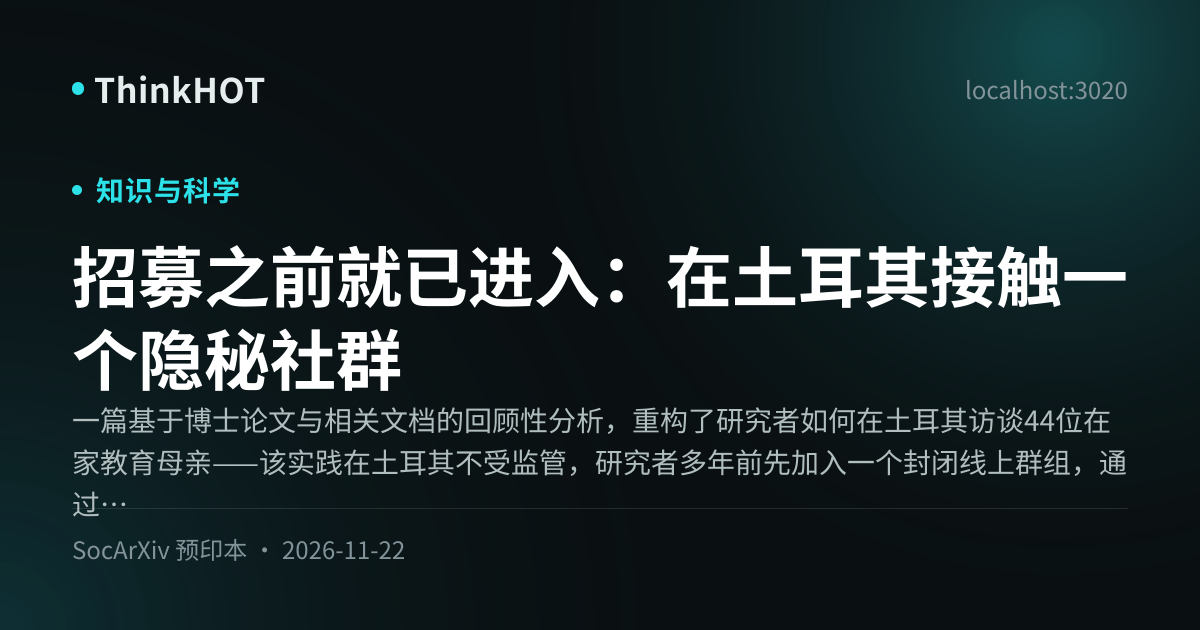 ThinkHOT
localhost:3020
知识与科学
招募之前就已进入：在土耳其接触一
个隐秘社群
一篇基于博士论文与相关文档的回顾性分析，重构了研究者如何在土耳其访谈44位在
家教育母亲——该实践在土耳其不受监管，研究者多年前先加入一个封闭线上群组，通
过…
SocArXiv 预印本 · 2026-11-22